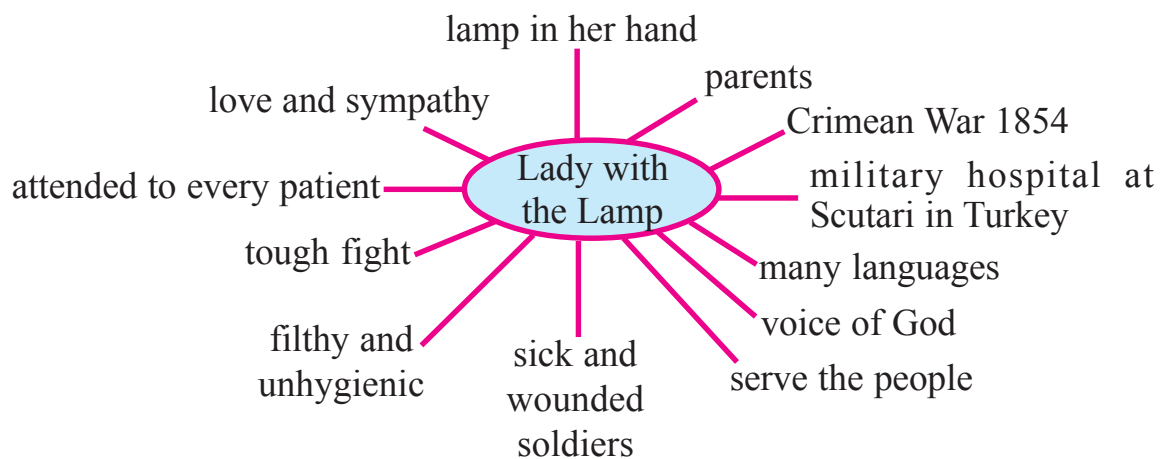 lamp in her hand
parents
love and sympathy
Crimean War 1854
Lady with
the Lamp
attended to every patient
military hospital at
Scutari in Turkey
tough fight
many languages
voice of God
filthy and
unhygienic
sick and
wounded
soldiers
serve the people